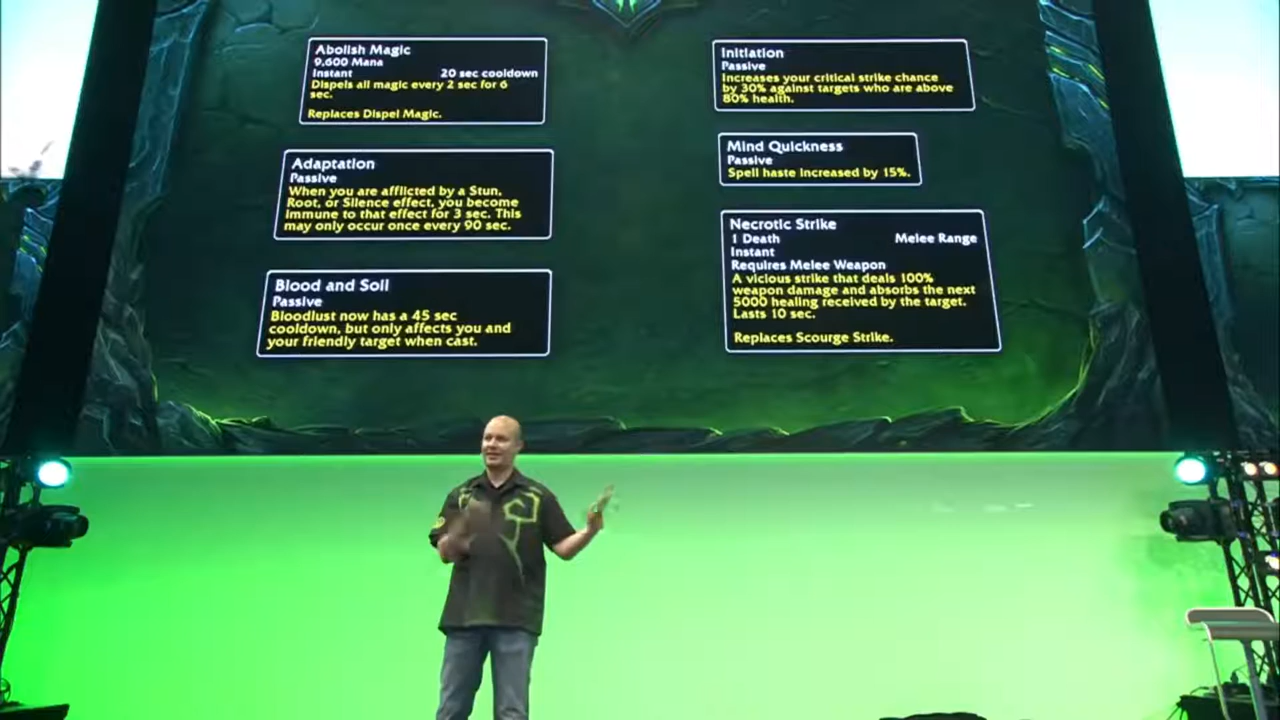 Abolish Magic
9,600 Mana
Instant 20 sec cooldown
Dispels all magic every 2 sec for 6
sec.
Replaces Dispel Magic.
Adaptation
Passive
When you are afflicted by a Stun,
Root, or Silence effect, you become
immune to that effect for 3 sec. This
may only occur once every 90 sec.
Blood and Soil
Passive
Bloodlust now has a 45 sec
cooldown, but only affects you and
your friendly target when cast.
Initiation
Passive
Increases your critical strike chance
by 30% against targets who are above
80% health.
Mind Quickness
Passive
Spell haste increased by 15%.
Necrotic Strike
1 Death Melee Range
Instant
Requires Melee Weapon
A vicious strike that deals 100%
weapon damage and absorbs the next
5000 healing received by the target.
Lasts 10 sec.
Replaces Scourge Strike.